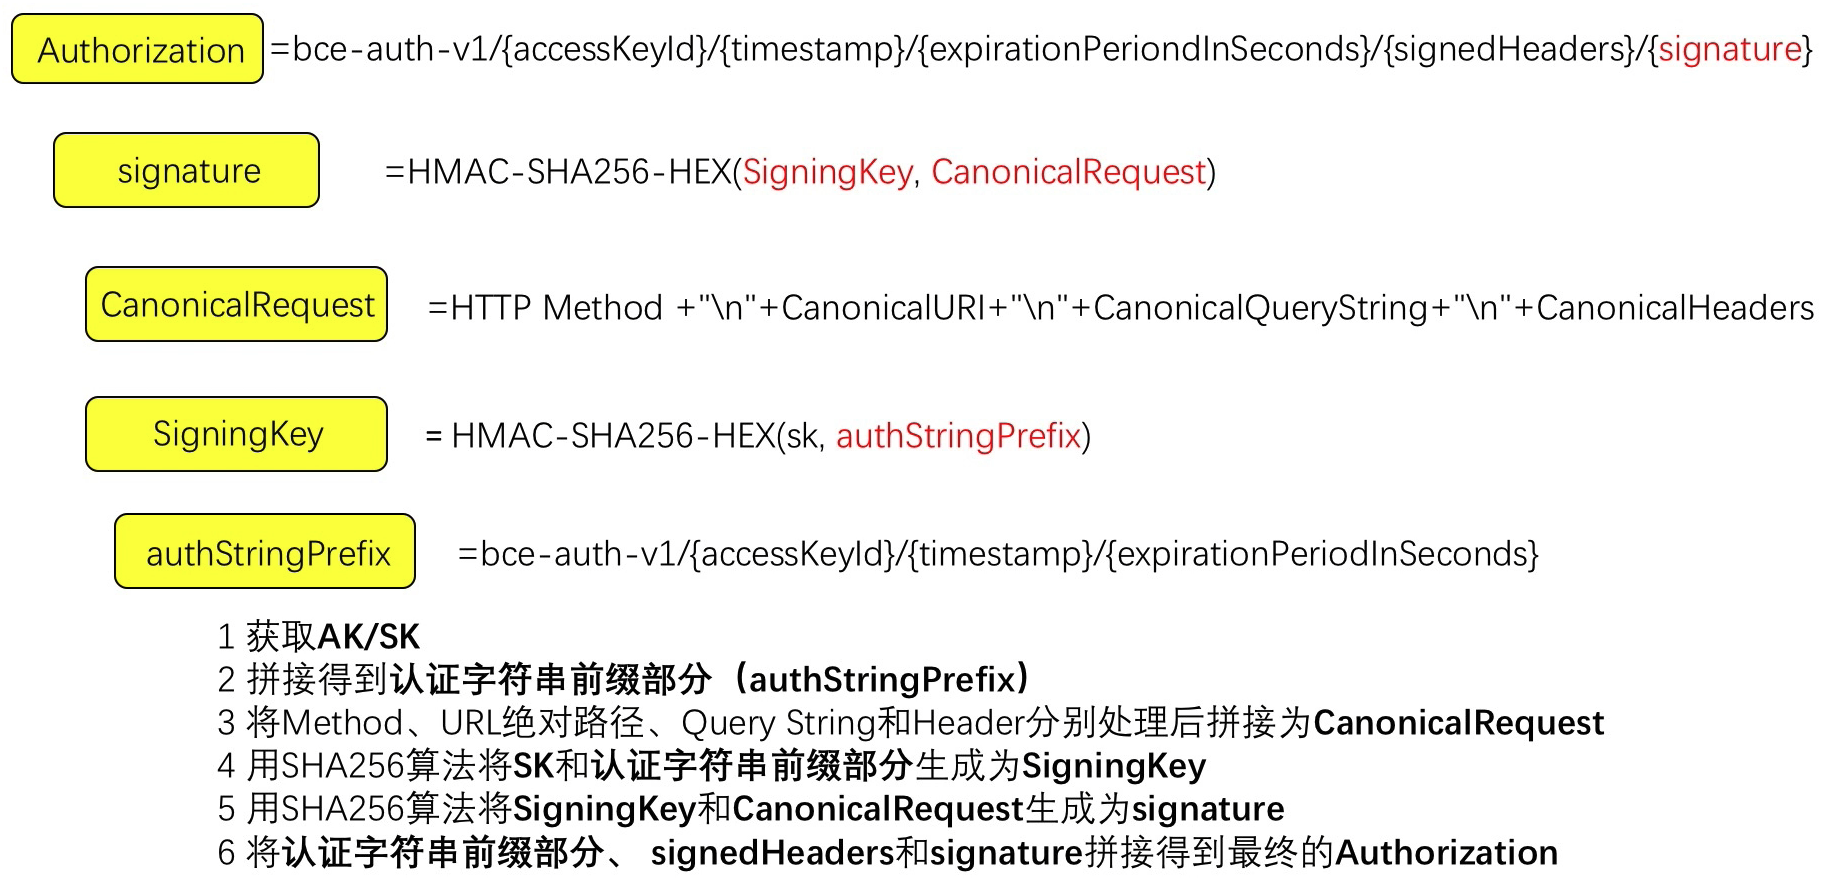 Authorization =bce-auth-v1/{accessKeyId}/{timestamp}/{expirationPeriondInSeconds}/{signedHeaders}/{signature}
signature =HMAC-SHA256-HEX(SigningKey, CanonicalRequest)
CanonicalRequest =HTTP Method +"\n"+CanonicalURI+"\n"+CanonicalQueryString+"\n"+CanonicalHeaders
SigningKey = HMAC-SHA256-HEX(sk, authStringPrefix)
authStringPrefix =bce-auth-v1/{accessKeyId}/{timestamp}/{expirationPeriodInSeconds}
1 获取AK/SK
2 拼接得到认证字符串前缀部分（authStringPrefix）
3 将Method、URL绝对路径、Query String和Header分别处理后拼接为CanonicalRequest
4 用SHA256算法将SK和认证字符串前缀部分生成为SigningKey
5 用SHA256算法将SigningKey和CanonicalRequest生成为signature
6 将认证字符串前缀部分、 signedHeaders和signature拼接得到最终的Authorization